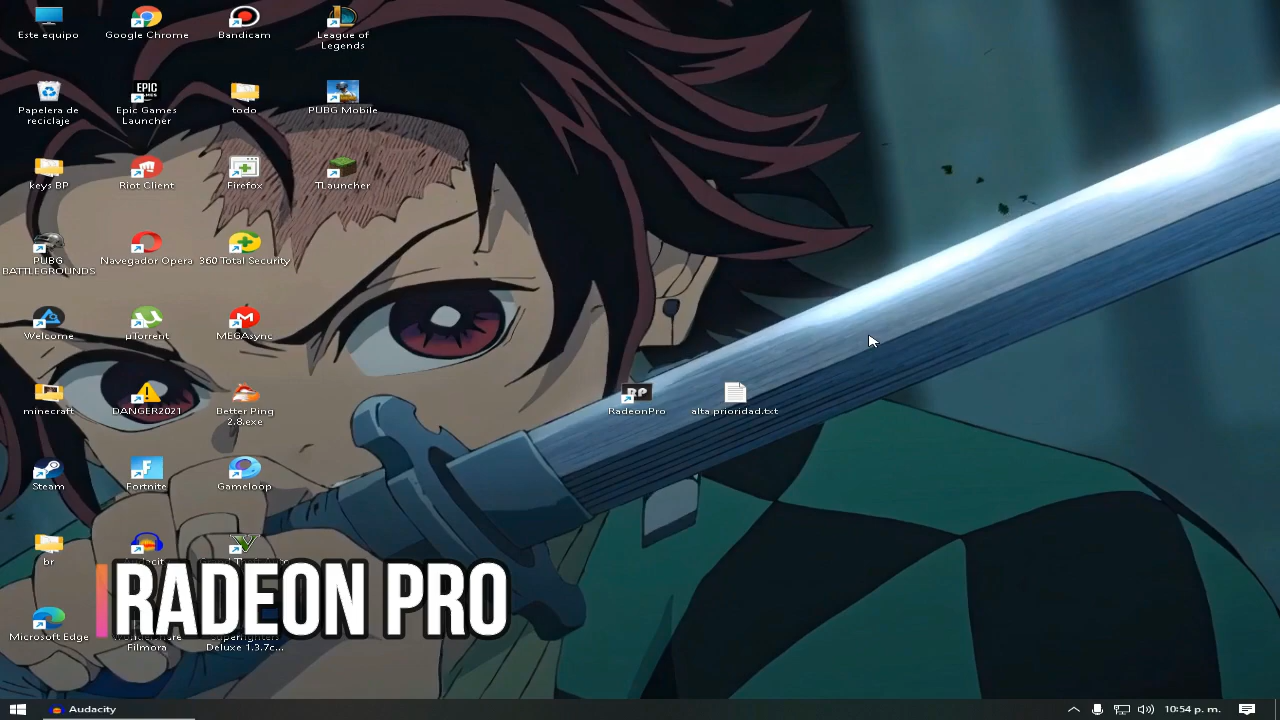 Este equipo
Google Chrome
Bandicam
League of
Legends
Papelera de
reciclaje
EPIC
GAMES
Epic Games
Launcher
todo
PUBG Mobile
keys BP
Riot Client
Firefox
TLauncher
PUBG
BATTLEGROUNDS
Navegador Opera
360 Total Security
Welcome
µTorrent
MEGAsync
minecraft
DANGER2021
Better Ping
2.8.exe
RP
RadeonPro
alta.prioridad.txt
Steam
Fortnite
Gameloop
br
RADEON PRO
Microsoft Edge
Filmora
Deluxe 1.3.7c...
Audacity
10:54 p. m.